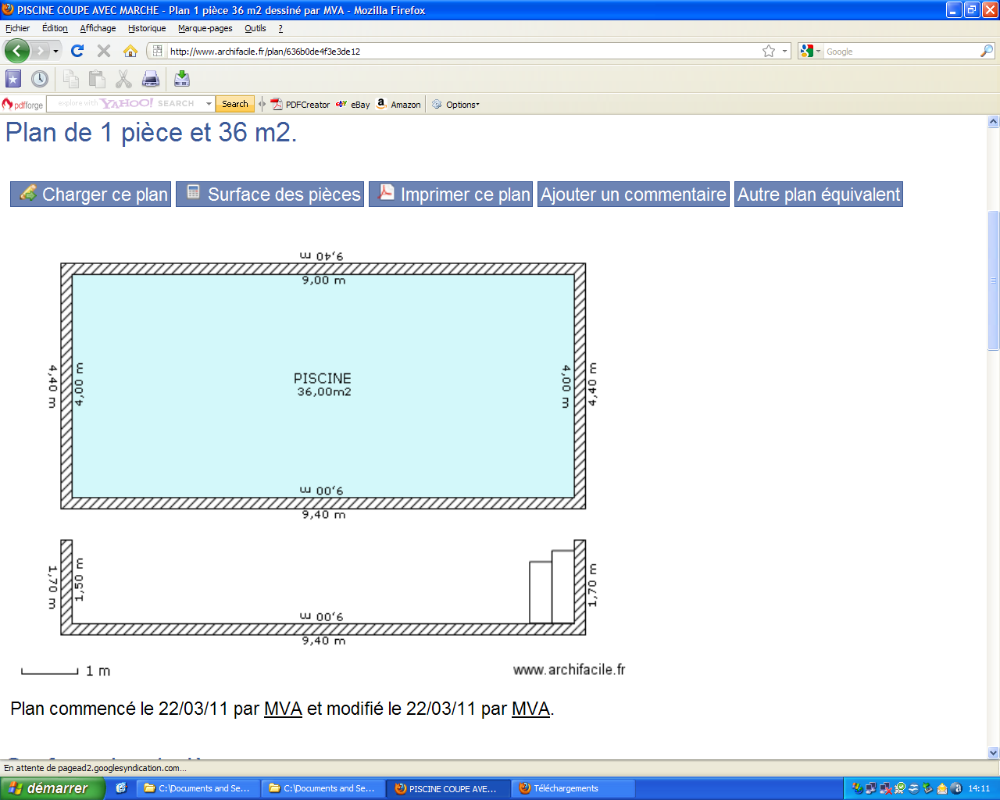 PISCINE COUPE AVEC MARCHE - Plan 1 pièce 36 m2 dessiné par MVA - Mozilla Firefox
Fichier Édition Affichage Historique Marque-pages Outils ?
http://www.archifacile.fr/plan/636b0de4f3e3de12 Google
pdfforge explore with YAHOO! SEARCH Search PDFCreator eBay Amazon Options
Plan de 1 pièce et 36 m2.
Charger ce plan Surface des pièces Imprimer ce plan Ajouter un commentaire Autre plan équivalent
9,40 m
9,00 m
4,40 m
4,00 m
PISCINE
36,00m2
4,00 m
4,40 m
9,00 m
9,40 m
1,70 m
1,50 m
1,70 m
9,00 m
9,40 m
1 m
www.archifacile.fr
Plan commencé le 22/03/11 par MVA et modifié le 22/03/11 par MVA.
En attente de pagead2.googlesyndication.com...
démarrer C:\Documents and Se... C:\Documents and Se... PISCINE COUPE AVE... Téléchargements 14:11